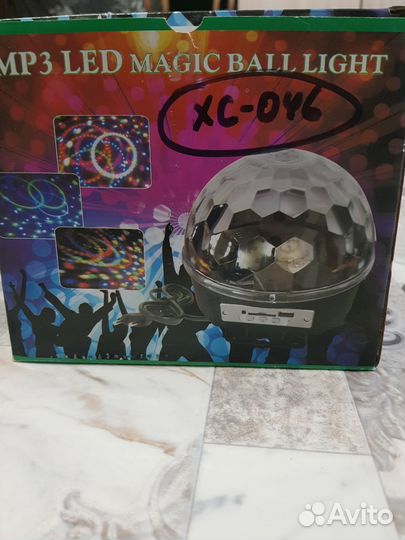 MP3 LED MAGIC BALL LIGHT
XC-046
Avito